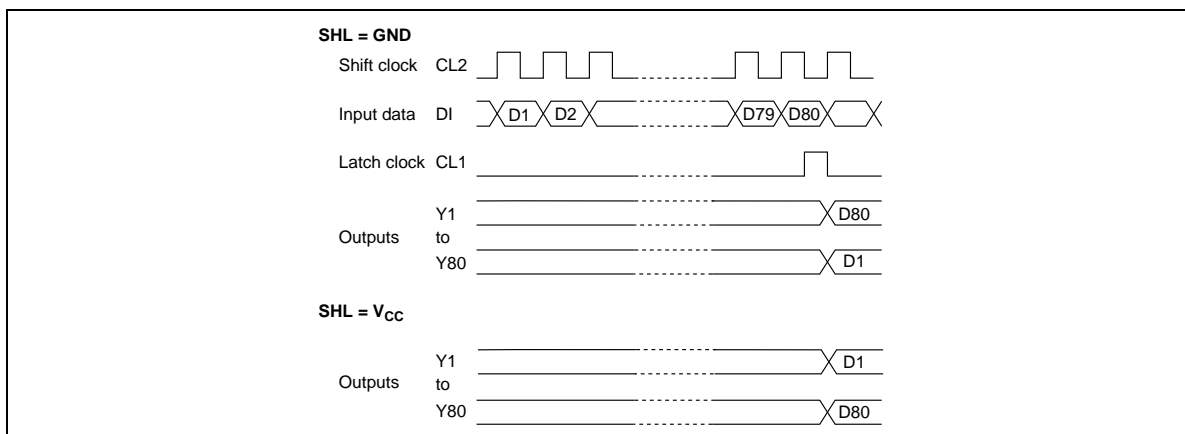 SHL = GND
Shift clock CL2
Input data DI D1 D2 D79 D80
Latch clock CL1
Y1 D80
Outputs to
Y80 D1
SHL = VCC
Y1 D1
Outputs to
Y80 D80